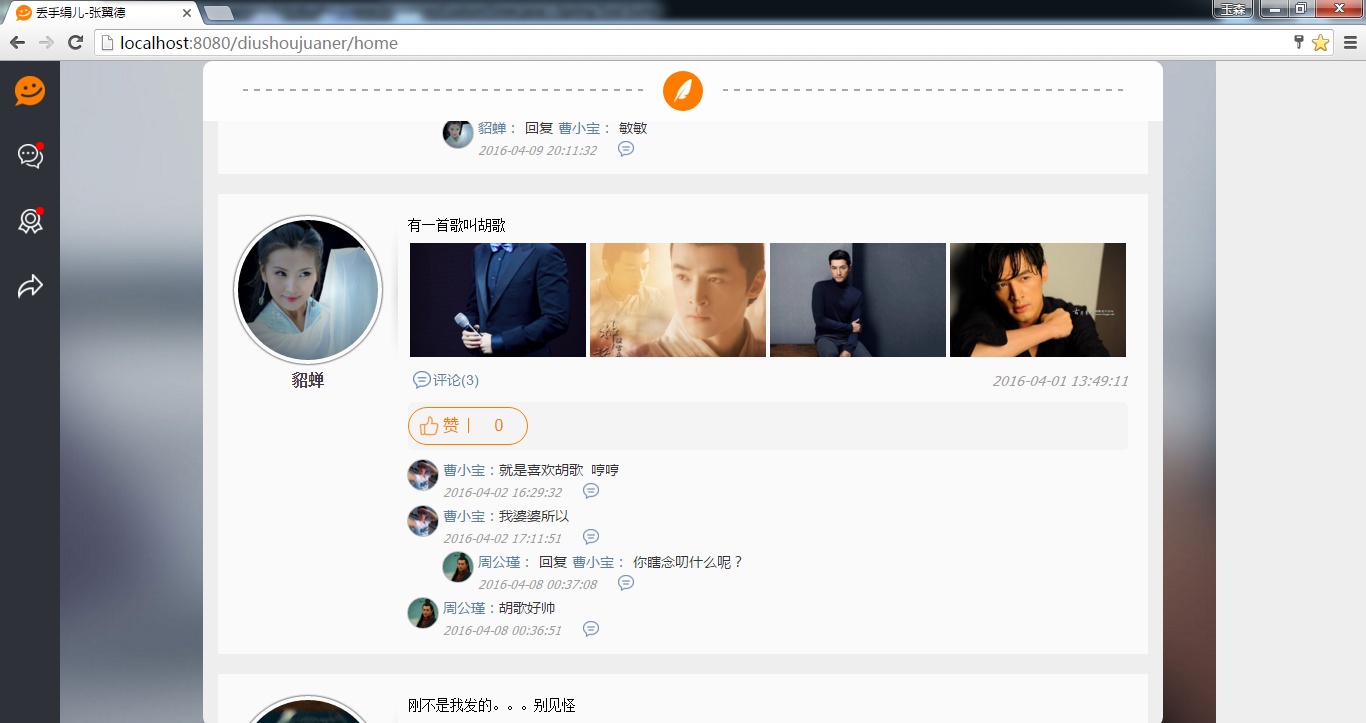 丢手绢儿-张翼德
玉森
localhost:8080/diushoujuaner/home
貂蝉： 回复 曹小宝： 敏敏
2016-04-09 20:11:32
有一首歌叫胡歌
貂蝉
评论(3)
2016-04-01 13:49:11
赞 | 0
曹小宝：就是喜欢胡歌 哼哼
2016-04-02 16:29:32
曹小宝：我婆婆所以
2016-04-02 17:11:51
周公瑾： 回复 曹小宝： 你瞎念叨什么呢？
2016-04-08 00:37:08
周公瑾：胡歌好帅
2016-04-08 00:36:51
刚不是我发的。。。别见怪